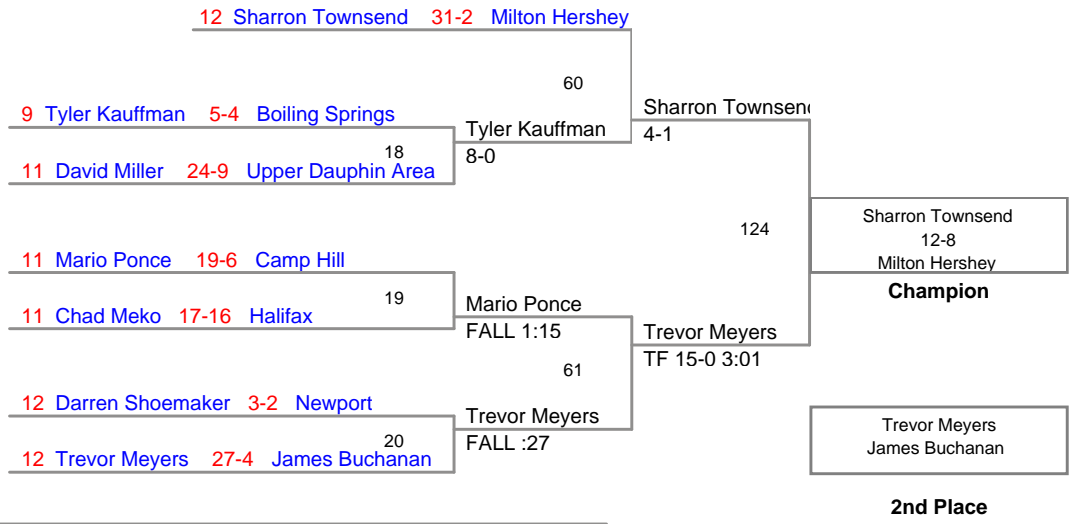 12 Sharron Townsend 31-2 Milton Hershey
60
Sharron Townsend
4-1
9 Tyler Kauffman 5-4 Boiling Springs
Tyler Kauffman
8-0
18
11 David Miller 24-9 Upper Dauphin Area
124
Sharron Townsend
12-8
Milton Hershey
Champion
11 Mario Ponce 19-6 Camp Hill
19
Mario Ponce
FALL 1:15
11 Chad Meko 17-16 Halifax
Trevor Meyers
TF 15-0 3:01
61
12 Darren Shoemaker 3-2 Newport
Trevor Meyers
FALL :27
20
12 Trevor Meyers 27-4 James Buchanan
Trevor Meyers
James Buchanan
2nd Place